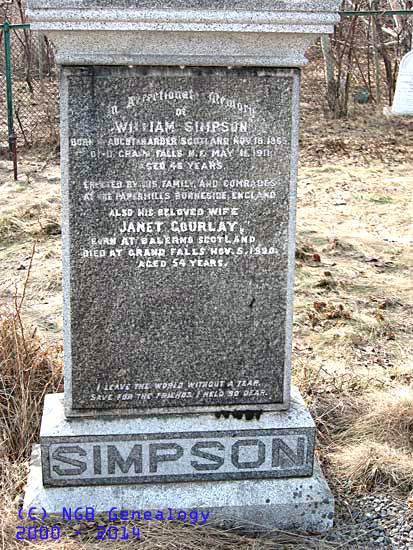 In Affectionate Memory
of
WILLIAM SIMPSON
BORN AT AUCHTERARDER SCOTLAND NOV. 18, 1865
DIED GRAND FALLS N.F. MAY 1911
AGED 46 YEARS.
ERECTED BY HIS FAMILY, AND COMRADES
AT THE PAPERMILLS BURNESIDE, ENGLAND
ALSO HIS BELOVED WIFE
JANET GOURLAY,
BORN AT BALERNO SCOTLAND
DIED AT GRAND FALLS NOV. 5, 1920.
AGED 54 YEARS.
I LEAVE THE WORLD WITHOUT A TEAR.
SAVE FOR THE FRIENDS, I HELD SO DEAR.
SIMPSON
(C) NGB Genealogy
2000 - 2014